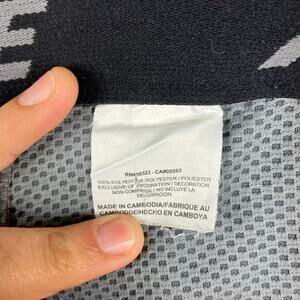 RN#56323 - CA#05553
100% POLYESTER / POLYESTER / POLIESTER
EXCLUSIVE OF DECORATION / DECORATION
NON COMPRISE / NO INCLUYE LA
DECORACION
MADE IN CAMBODIA/FABRIQUE AU
CAMBODGE/HECHO EN CAMBOYA